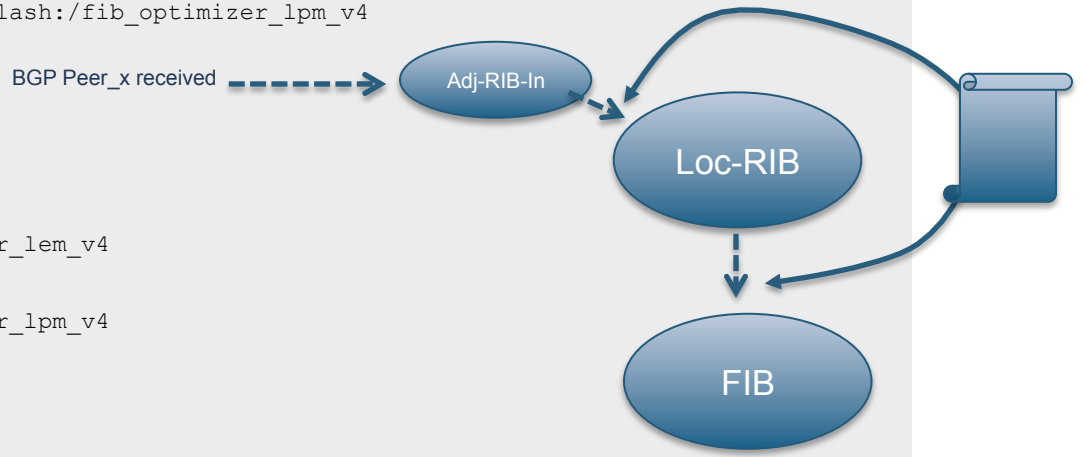 lash:/fib_optimizer_lpm_v4
BGP Peer_x received
Adj-RIB-In
Loc-RIB
r_lem_v4
r_lpm_v4
FIB